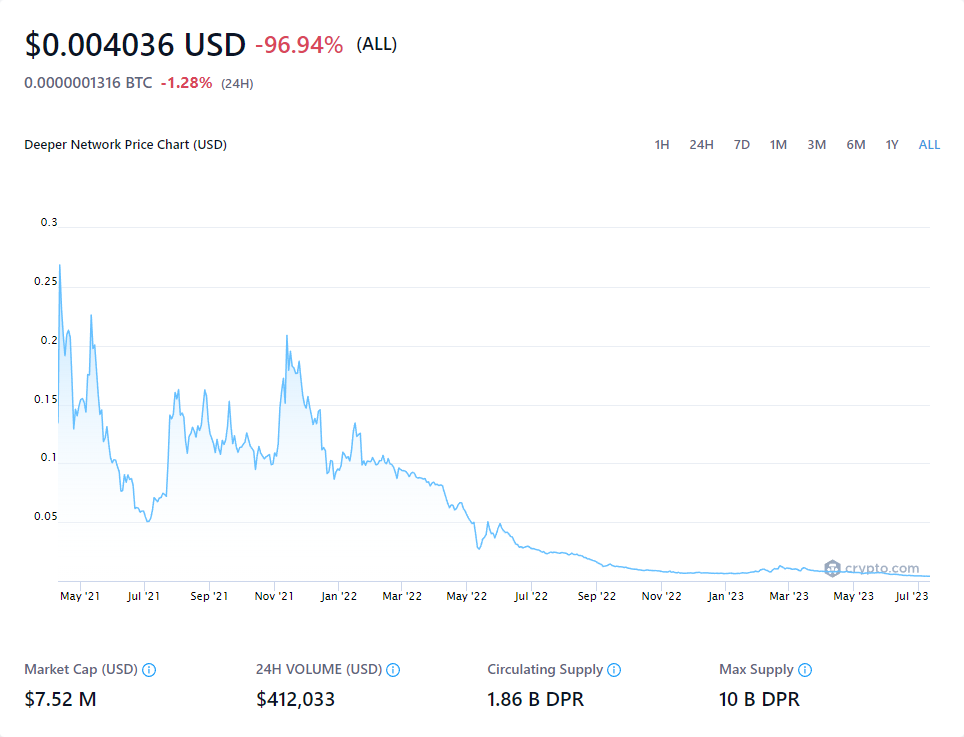 $0.004036 USD -96.94% (ALL)
0.0000001316 BTC -1.28% (24H)
Deeper Network Price Chart (USD) 1H 24H 7D 1M 3M 6M 1Y ALL
0.3
0.25
0.2
0.15
0.1
0.05
crypto.com
May '21 Jul '21 Sep '21 Nov '21 Jan '22 Mar '22 May '22 Jul '22 Sep '22 Nov '22 Jan '23 Mar '23 May '23 Jul '23
Market Cap (USD) 24H VOLUME (USD) Circulating Supply Max Supply
$7.52 M $412,033 1.86 B DPR 10 B DPR